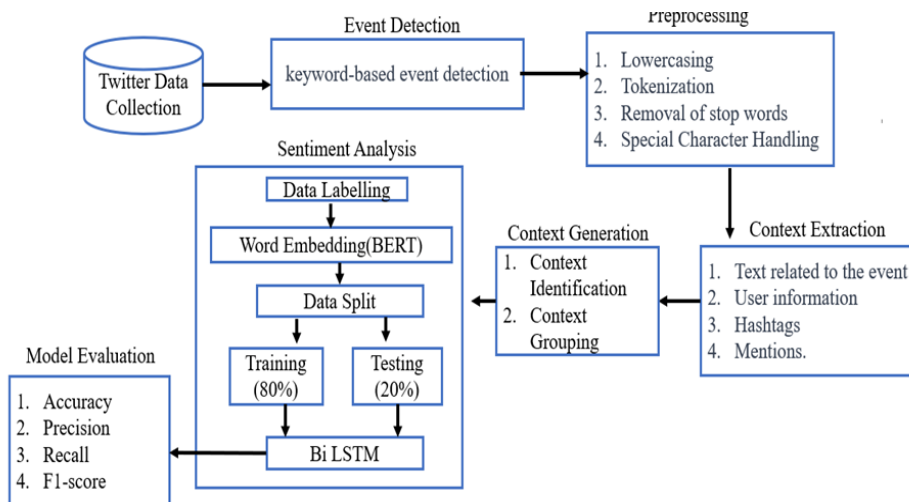 Twitter Data
Collection
Event Detection
keyword-based event detection
Preprocessing
1. Lowercasing
2. Tokenization
3. Removal of stop words
4. Special Character Handling
Context Extraction
1. Text related to the event
2. User information
3. Hashtags
4. Mentions.
Context Generation
1. Context
Identification
2. Context
Grouping
Sentiment Analysis
Data Labelling
Word Embedding(BERT)
Data Split
Training
(80%)
Testing
(20%)
Bi LSTM
Model Evaluation
1. Accuracy
2. Precision
3. Recall
4. F1-score